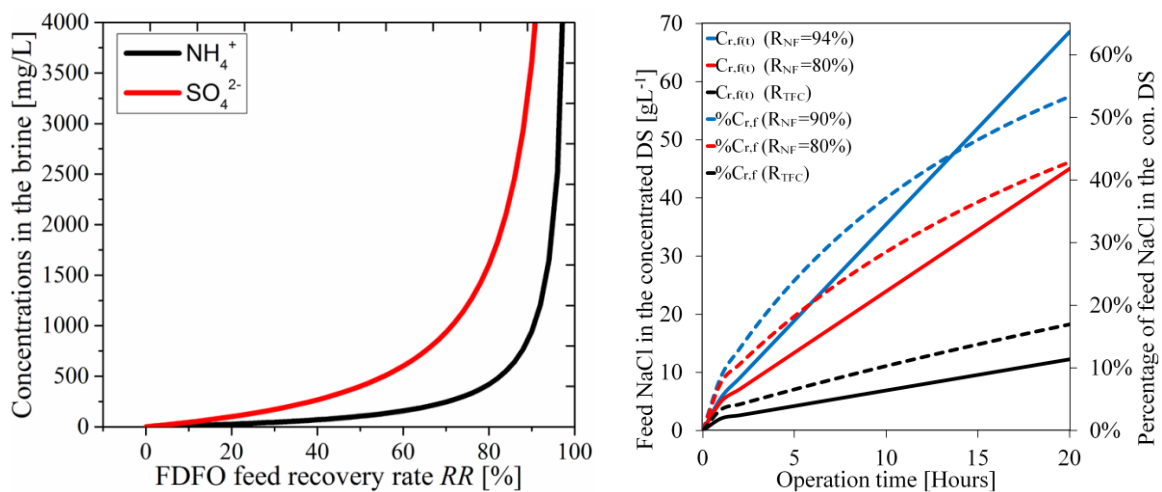 Concentrations in the brine [mg/L]
4000
3500
3000
2500
2000
1500
1000
500
0
NH₄⁺
SO₄²⁻
0 20 40 60 80 100
FDFO feed recovery rate RR [%]
Feed NaCl in the concentrated DS [gL⁻¹]
70
60
50
40
30
20
10
0
Cr,f(t) (RNF=94%)
Cr,f(t) (RNF=80%)
Cr,f(t) (RTFC)
%Cr,f (RNF=90%)
%Cr,f (RNF=80%)
%Cr,f (RTFC)
60%
50%
40%
30%
20%
10%
0%
Percentage of feed NaCl in the con. DS
0 5 10 15 20
Operation time [Hours]